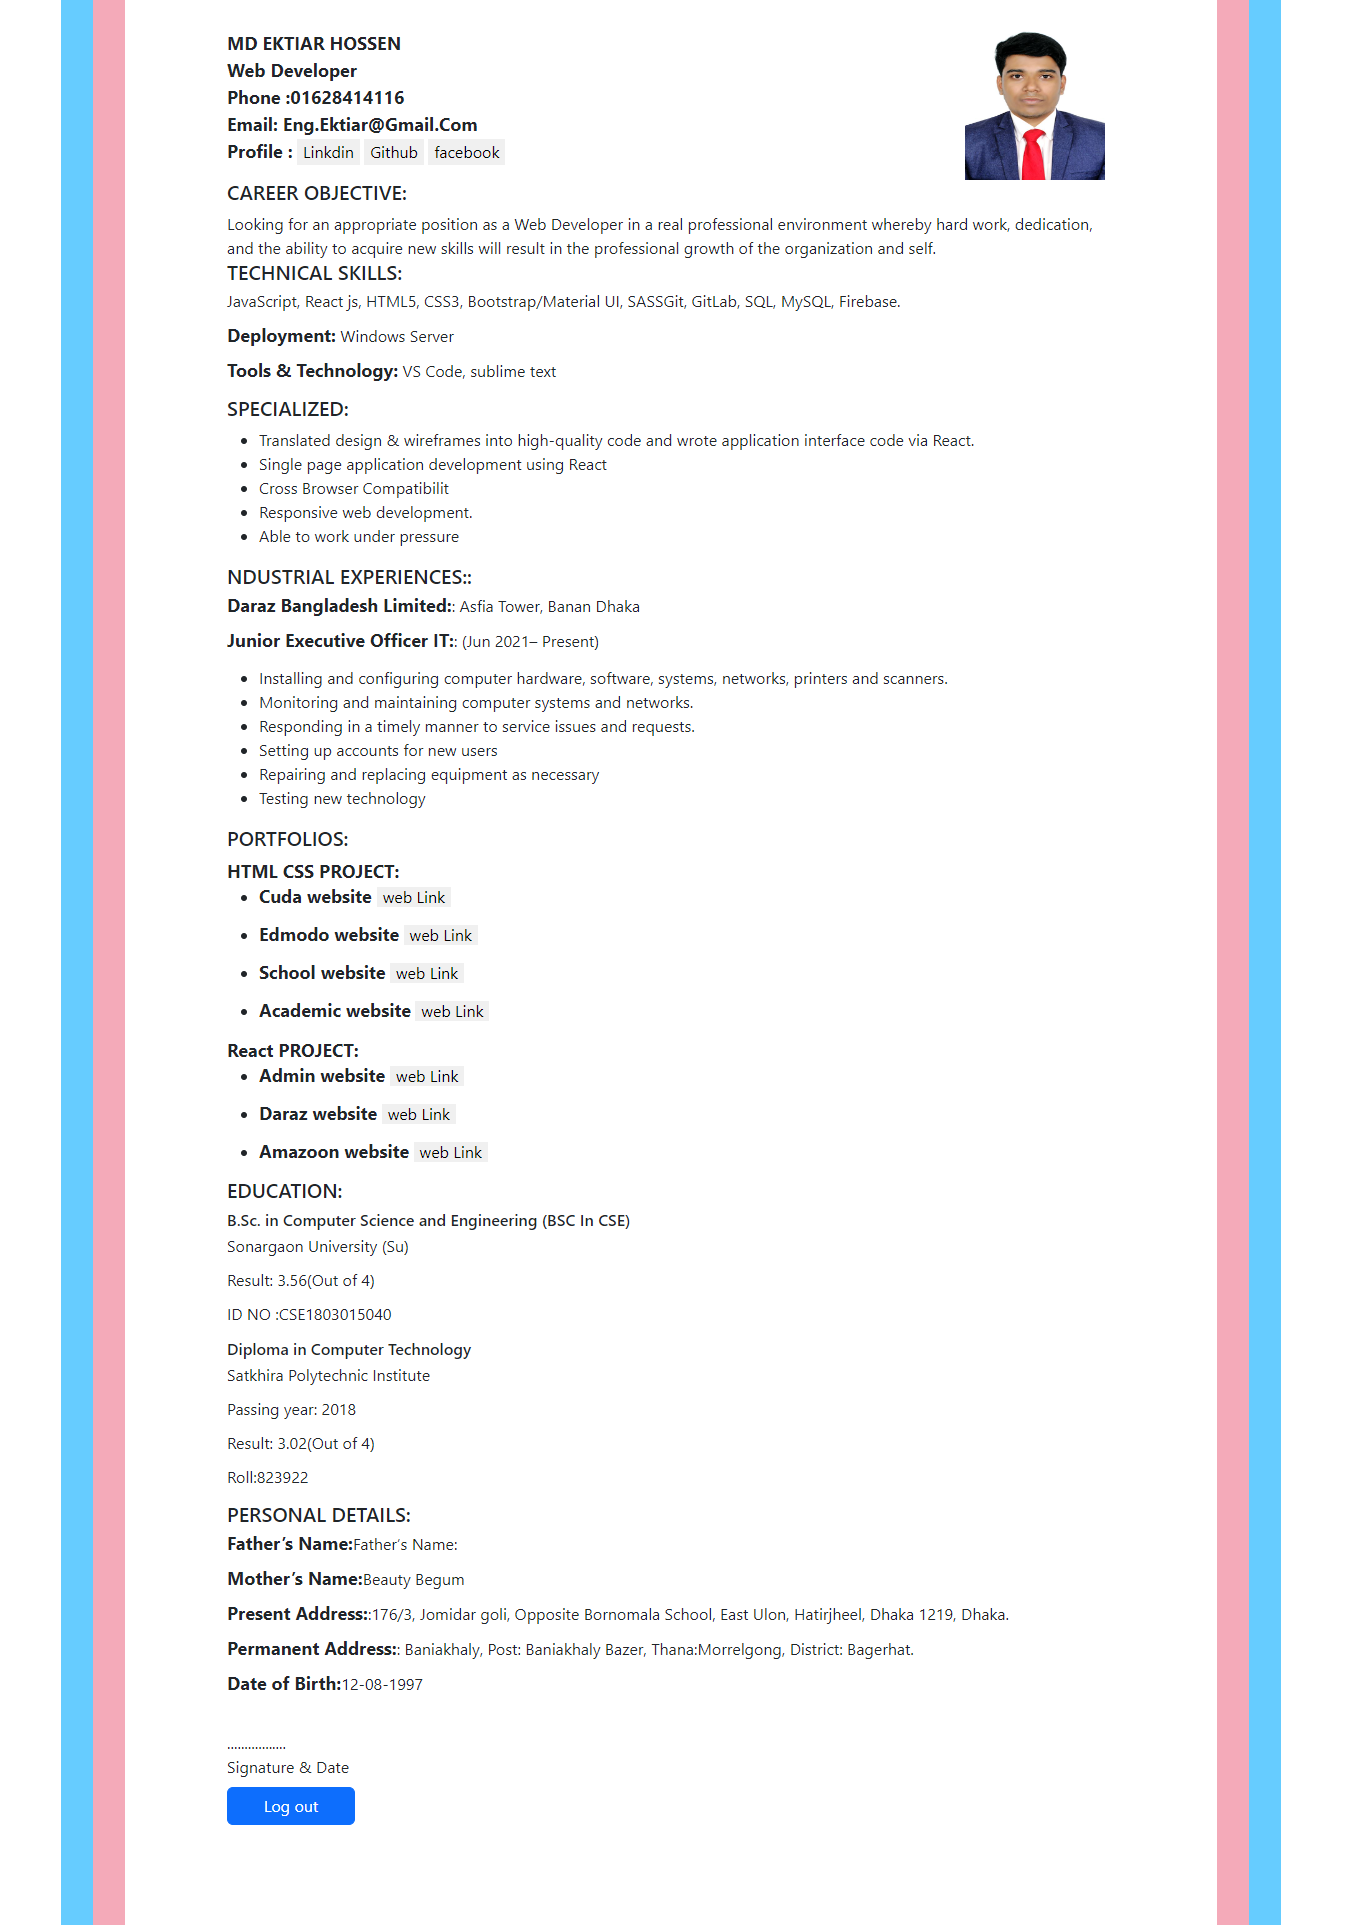 MD EKTIAR HOSSEN
Web Developer
Phone :01628414116
Email: Eng.Ektiar@Gmail.Com
Profile : Linkdin Github facebook
CAREER OBJECTIVE:
Looking for an appropriate position as a Web Developer in a real professional environment whereby hard work, dedication,
and the ability to acquire new skills will result in the professional growth of the organization and self.
TECHNICAL SKILLS:
JavaScript, React js, HTML5, CSS3, Bootstrap/Material UI, SASSGit, GitLab, SQL, MySQL, Firebase.
Deployment: Windows Server
Tools & Technology: VS Code, sublime text
SPECIALIZED:
• Translated design & wireframes into high-quality code and wrote application interface code via React.
• Single page application development using React
• Cross Browser Compatibilit
• Responsive web development.
• Able to work under pressure
NDUSTRIAL EXPERIENCES::
Daraz Bangladesh Limited:: Asfia Tower, Banan Dhaka
Junior Executive Officer IT:: (Jun 2021– Present)
• Installing and configuring computer hardware, software, systems, networks, printers and scanners.
• Monitoring and maintaining computer systems and networks.
• Responding in a timely manner to service issues and requests.
• Setting up accounts for new users
• Repairing and replacing equipment as necessary
• Testing new technology
PORTFOLIOS:
HTML CSS PROJECT:
• Cuda website web Link
• Edmodo website web Link
• School website web Link
• Academic website web Link
React PROJECT:
• Admin website web Link
• Daraz website web Link
• Amazoon website web Link
EDUCATION:
B.Sc. in Computer Science and Engineering (BSC In CSE)
Sonargaon University (Su)
Result: 3.56(Out of 4)
ID NO :CSE1803015040
Diploma in Computer Technology
Satkhira Polytechnic Institute
Passing year: 2018
Result: 3.02(Out of 4)
Roll:823922
PERSONAL DETAILS:
Father’s Name:Father’s Name:
Mother’s Name:Beauty Begum
Present Address::176/3, Jomidar goli, Opposite Bornomala School, East Ulon, Hatirjheel, Dhaka 1219, Dhaka.
Permanent Address:: Baniakhaly, Post: Baniakhaly Bazer, Thana:Morrelgong, District: Bagerhat.
Date of Birth:12-08-1997
.................
Signature & Date
Log out